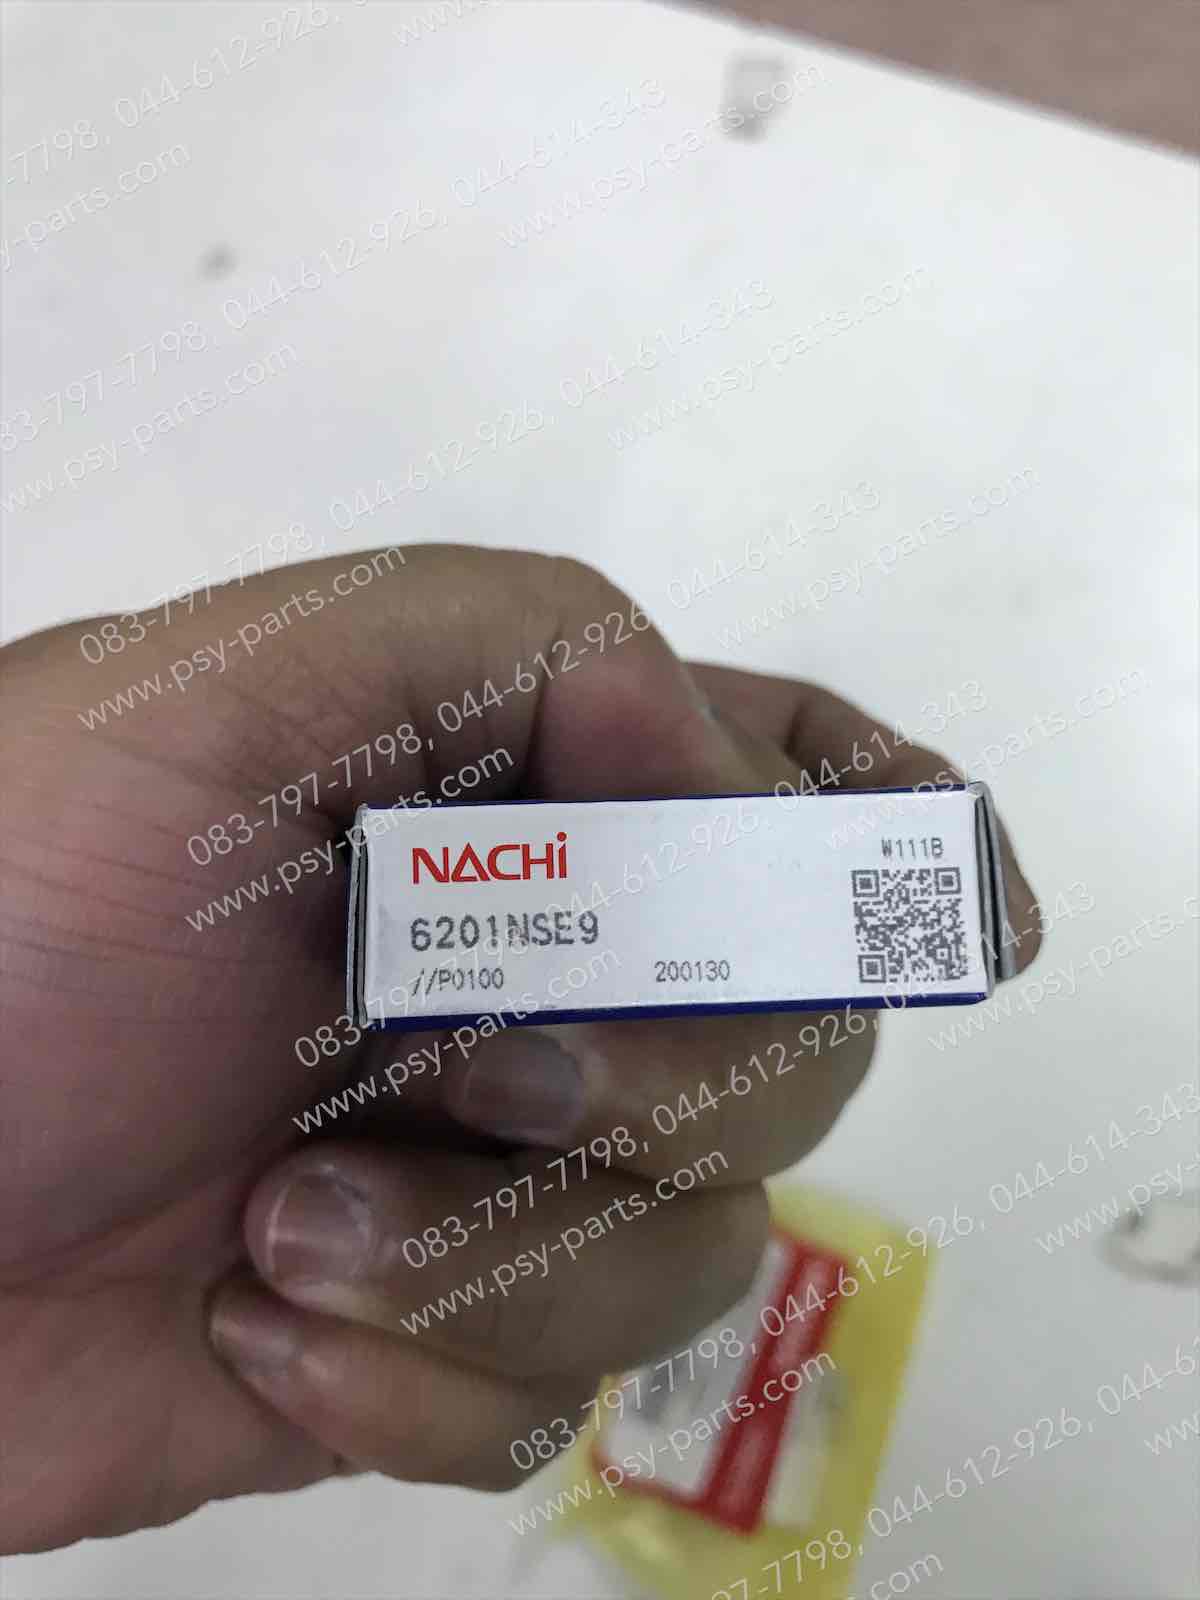 083-797-7798, 044-612-926, 044-614-343
www.psy-parts.com
NACHi
W111B
6201NSE9
//P0100
200130